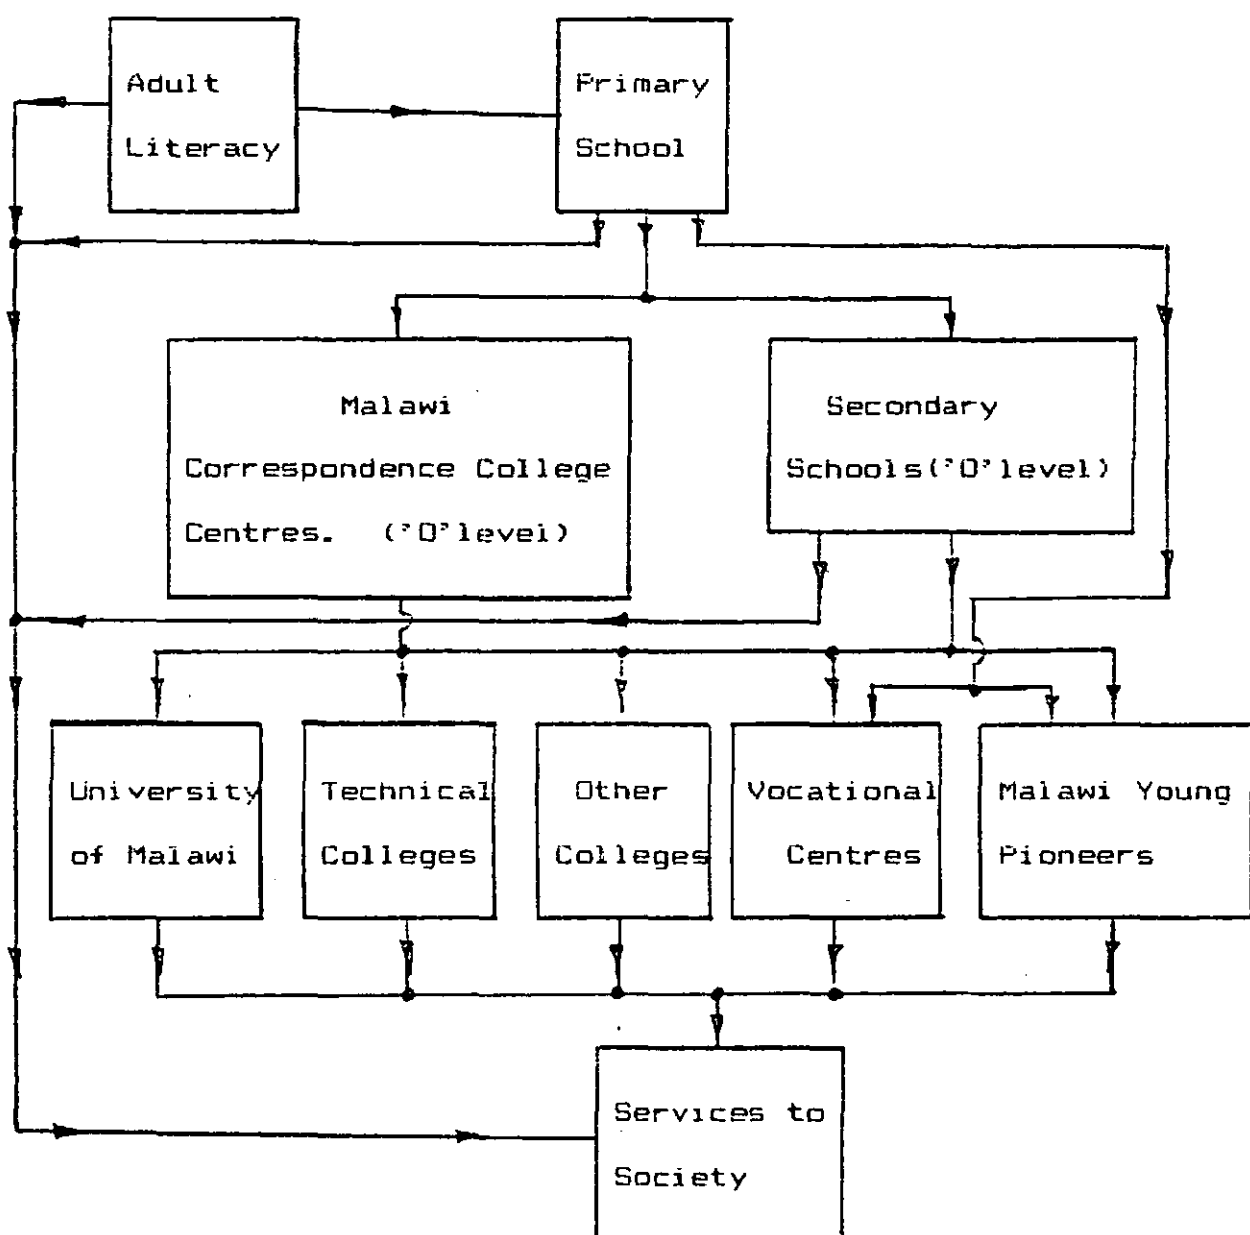 Adult
Literacy
Primary
School
Malawi
Correspondence College
Centres. ('O'level)
Secondary
Schools('O'level)
University
of Malawi
Technical
Colleges
Other
Colleges
Vocational
Centres
Malawi Young
Pioneers
Services to
Society